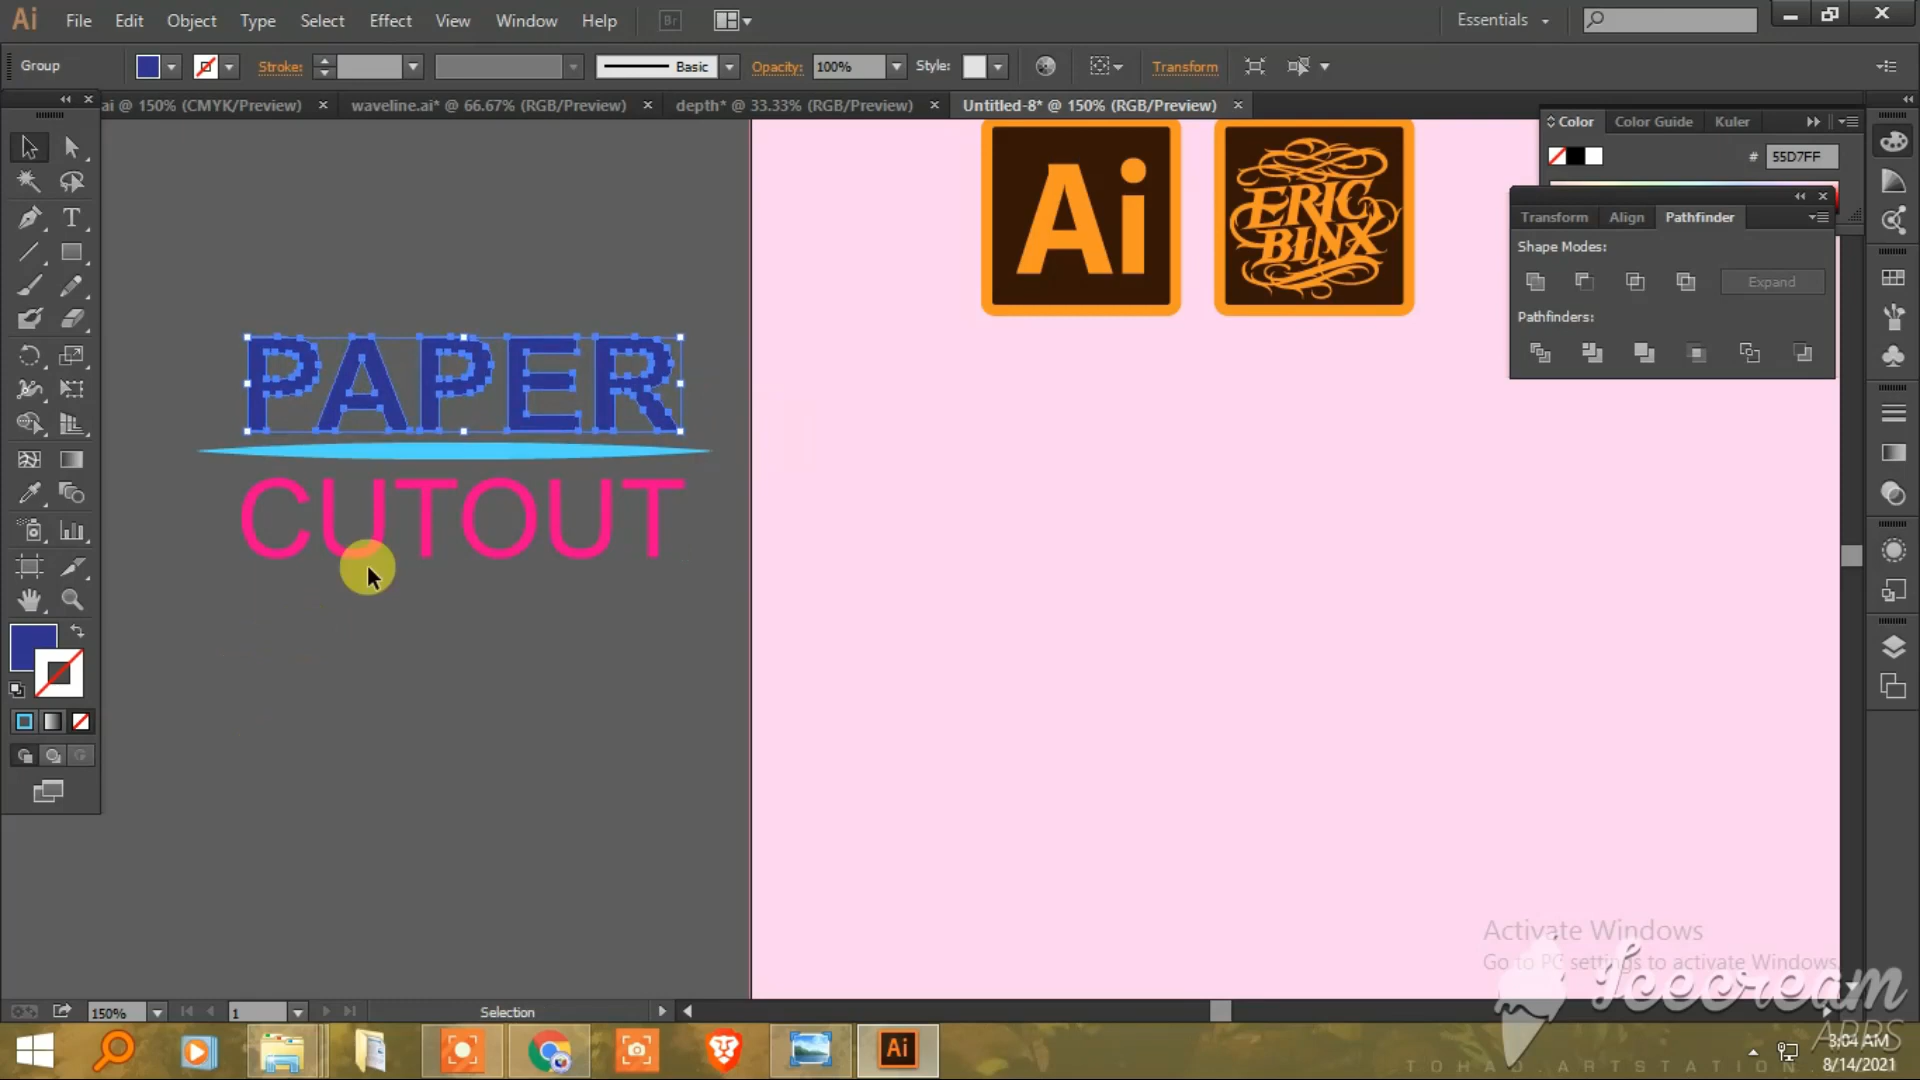 Ai File Edit Object Type Select Effect View Window Help Br Essentials
Group Stroke: Basic Opacity: 100% Style: Transform
ai @ 150% (CMYK/Preview) waveline.ai* @ 66.67% (RGB/Preview) depth* @ 33.33% (RGB/Preview) Untitled-8* @ 150% (RGB/Preview)
Color Color Guide Kuler
# 55D7FF
Transform Align Pathfinder
Shape Modes:
Expand
Pathfinders:
Ai
ERIC
BINX
PAPER
CUTOUT
Activate Windows
Go to PC settings to activate Windows.
Icecream
APPS
150% 1 Selection
Ai
3:04 AM
8/14/2021
TOHAD.ARTSTATION